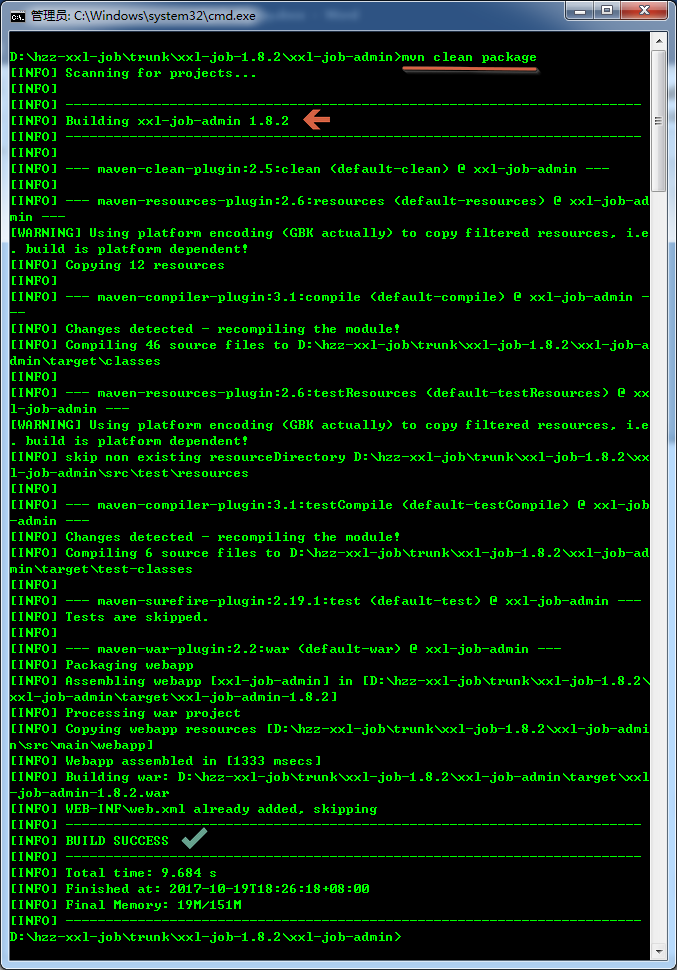 管理员: C:\Windows\system32\cmd.exe
D:\hzz-xxl-job\trunk\xxl-job-1.8.2\xxl-job-admin>mvn clean package
[INFO] Scanning for projects...
[INFO]
[INFO] ------------------------------------------------------------------------
[INFO] Building xxl-job-admin 1.8.2
[INFO] ------------------------------------------------------------------------
[INFO]
[INFO] --- maven-clean-plugin:2.5:clean (default-clean) @ xxl-job-admin ---
[INFO]
[INFO] --- maven-resources-plugin:2.6:resources (default-resources) @ xxl-job-ad
min ---
[WARNING] Using platform encoding (GBK actually) to copy filtered resources, i.e
. build is platform dependent!
[INFO] Copying 12 resources
[INFO]
[INFO] --- maven-compiler-plugin:3.1:compile (default-compile) @ xxl-job-admin -
--
[INFO] Changes detected - recompiling the module!
[INFO] Compiling 46 source files to D:\hzz-xxl-job\trunk\xxl-job-1.8.2\xxl-job-a
dmin\target\classes
[INFO]
[INFO] --- maven-resources-plugin:2.6:testResources (default-testResources) @ xx
l-job-admin ---
[WARNING] Using platform encoding (GBK actually) to copy filtered resources, i.e
. build is platform dependent!
[INFO] skip non existing resourceDirectory D:\hzz-xxl-job\trunk\xxl-job-1.8.2\xx
l-job-admin\src\test\resources
[INFO]
[INFO] --- maven-compiler-plugin:3.1:testCompile (default-testCompile) @ xxl-job
-admin ---
[INFO] Changes detected - recompiling the module!
[INFO] Compiling 6 source files to D:\hzz-xxl-job\trunk\xxl-job-1.8.2\xxl-job-ad
min\target\test-classes
[INFO]
[INFO] --- maven-surefire-plugin:2.19.1:test (default-test) @ xxl-job-admin ---
[INFO] Tests are skipped.
[INFO]
[INFO] --- maven-war-plugin:2.2:war (default-war) @ xxl-job-admin ---
[INFO] Packaging webapp
[INFO] Assembling webapp [xxl-job-admin] in [D:\hzz-xxl-job\trunk\xxl-job-1.8.2\
xxl-job-admin\target\xxl-job-admin-1.8.2]
[INFO] Processing war project
[INFO] Copying webapp resources [D:\hzz-xxl-job\trunk\xxl-job-1.8.2\xxl-job-admi
n\src\main\webapp]
[INFO] Webapp assembled in [1333 msecs]
[INFO] Building war: D:\hzz-xxl-job\trunk\xxl-job-1.8.2\xxl-job-admin\target\xxl
-job-admin-1.8.2.war
[INFO] WEB-INF\web.xml already added, skipping
[INFO] ------------------------------------------------------------------------
[INFO] BUILD SUCCESS
[INFO] ------------------------------------------------------------------------
[INFO] Total time: 9.684 s
[INFO] Finished at: 2017-10-19T18:26:18+08:00
[INFO] Final Memory: 19M/151M
[INFO] ------------------------------------------------------------------------
D:\hzz-xxl-job\trunk\xxl-job-1.8.2\xxl-job-admin>